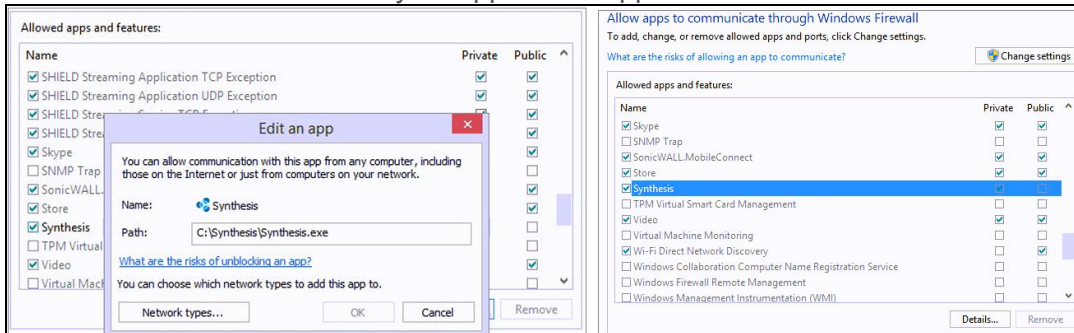 Allowed apps and features:
Name Private Public
SHIELD Streaming Application TCP Exception
SHIELD Streaming Application UDP Exception
SHIELD
SHIELD
Skype
SNMP Trap
SonicWALL.
Store
Synthesis
TPM Virtual
Video
Virtual
Edit an app
You can allow communication with this app from any computer, including
those on the Internet or just from computers on your network.
Name: Synthesis
Path: C:\Synthesis\Synthesis.exe
What are the risks of unblocking an app?
You can choose which network types to add this app to.
Network types... OK Cancel
Remove
Allow apps to communicate through Windows Firewall
To add, change, or remove allowed apps and ports, click Change settings.
What are the risks of allowing an app to communicate? Change settings
Allowed apps and features:
Name Private Public
Skype
SNMP Trap
SonicWALL.MobileConnect
Store
Synthesis
TPM Virtual Smart Card Management
Video
Virtual Machine Monitoring
Wi-Fi Direct Network Discovery
Windows Collaboration Computer Name Registration Service
Windows Firewall Remote Management
Windows Management Instrumentation (WMI)
Details... Remove